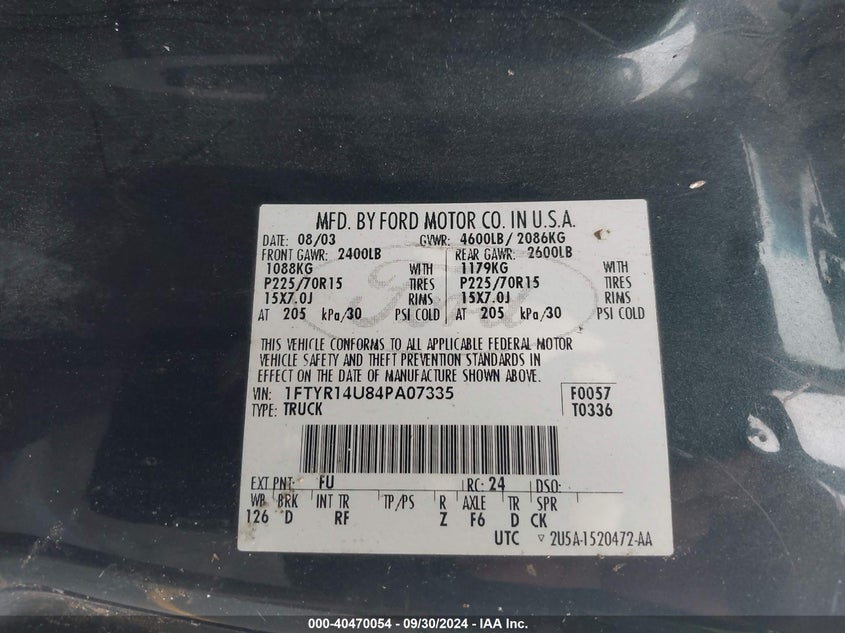 MFD. BY FORD MOTOR CO. IN U.S.A.
DATE: 08/03 GVWR: 4600LB/ 2086KG
FRONT GAWR: 2400LB REAR GAWR: 2600LB
1088KG WITH 1179KG WITH
P225/70R15 TIRES P225/70R15 TIRES
15X7.0J RIMS 15X7.0J RIMS
AT 205 kPa/30 PSI COLD AT 205 kPa/30 PSI COLD
Ford
THIS VEHICLE CONFORMS TO ALL APPLICABLE FEDERAL MOTOR
VEHICLE SAFETY AND THEFT PREVENTION STANDARDS IN
EFFECT ON THE DATE OF MANUFACTURE SHOWN ABOVE.
VIN: 1FTYR14U84PA07335 F0057
TYPE: TRUCK T0336
EXT PNT: FU RC: 24 DSO:
WB BRK INT TR TP/PS R AXLE TR SPR
126 D RF Z F6 D CK
UTC ▽ 2U5A-1520472-AA
000-40470054 - 09/30/2024 - IAA Inc.